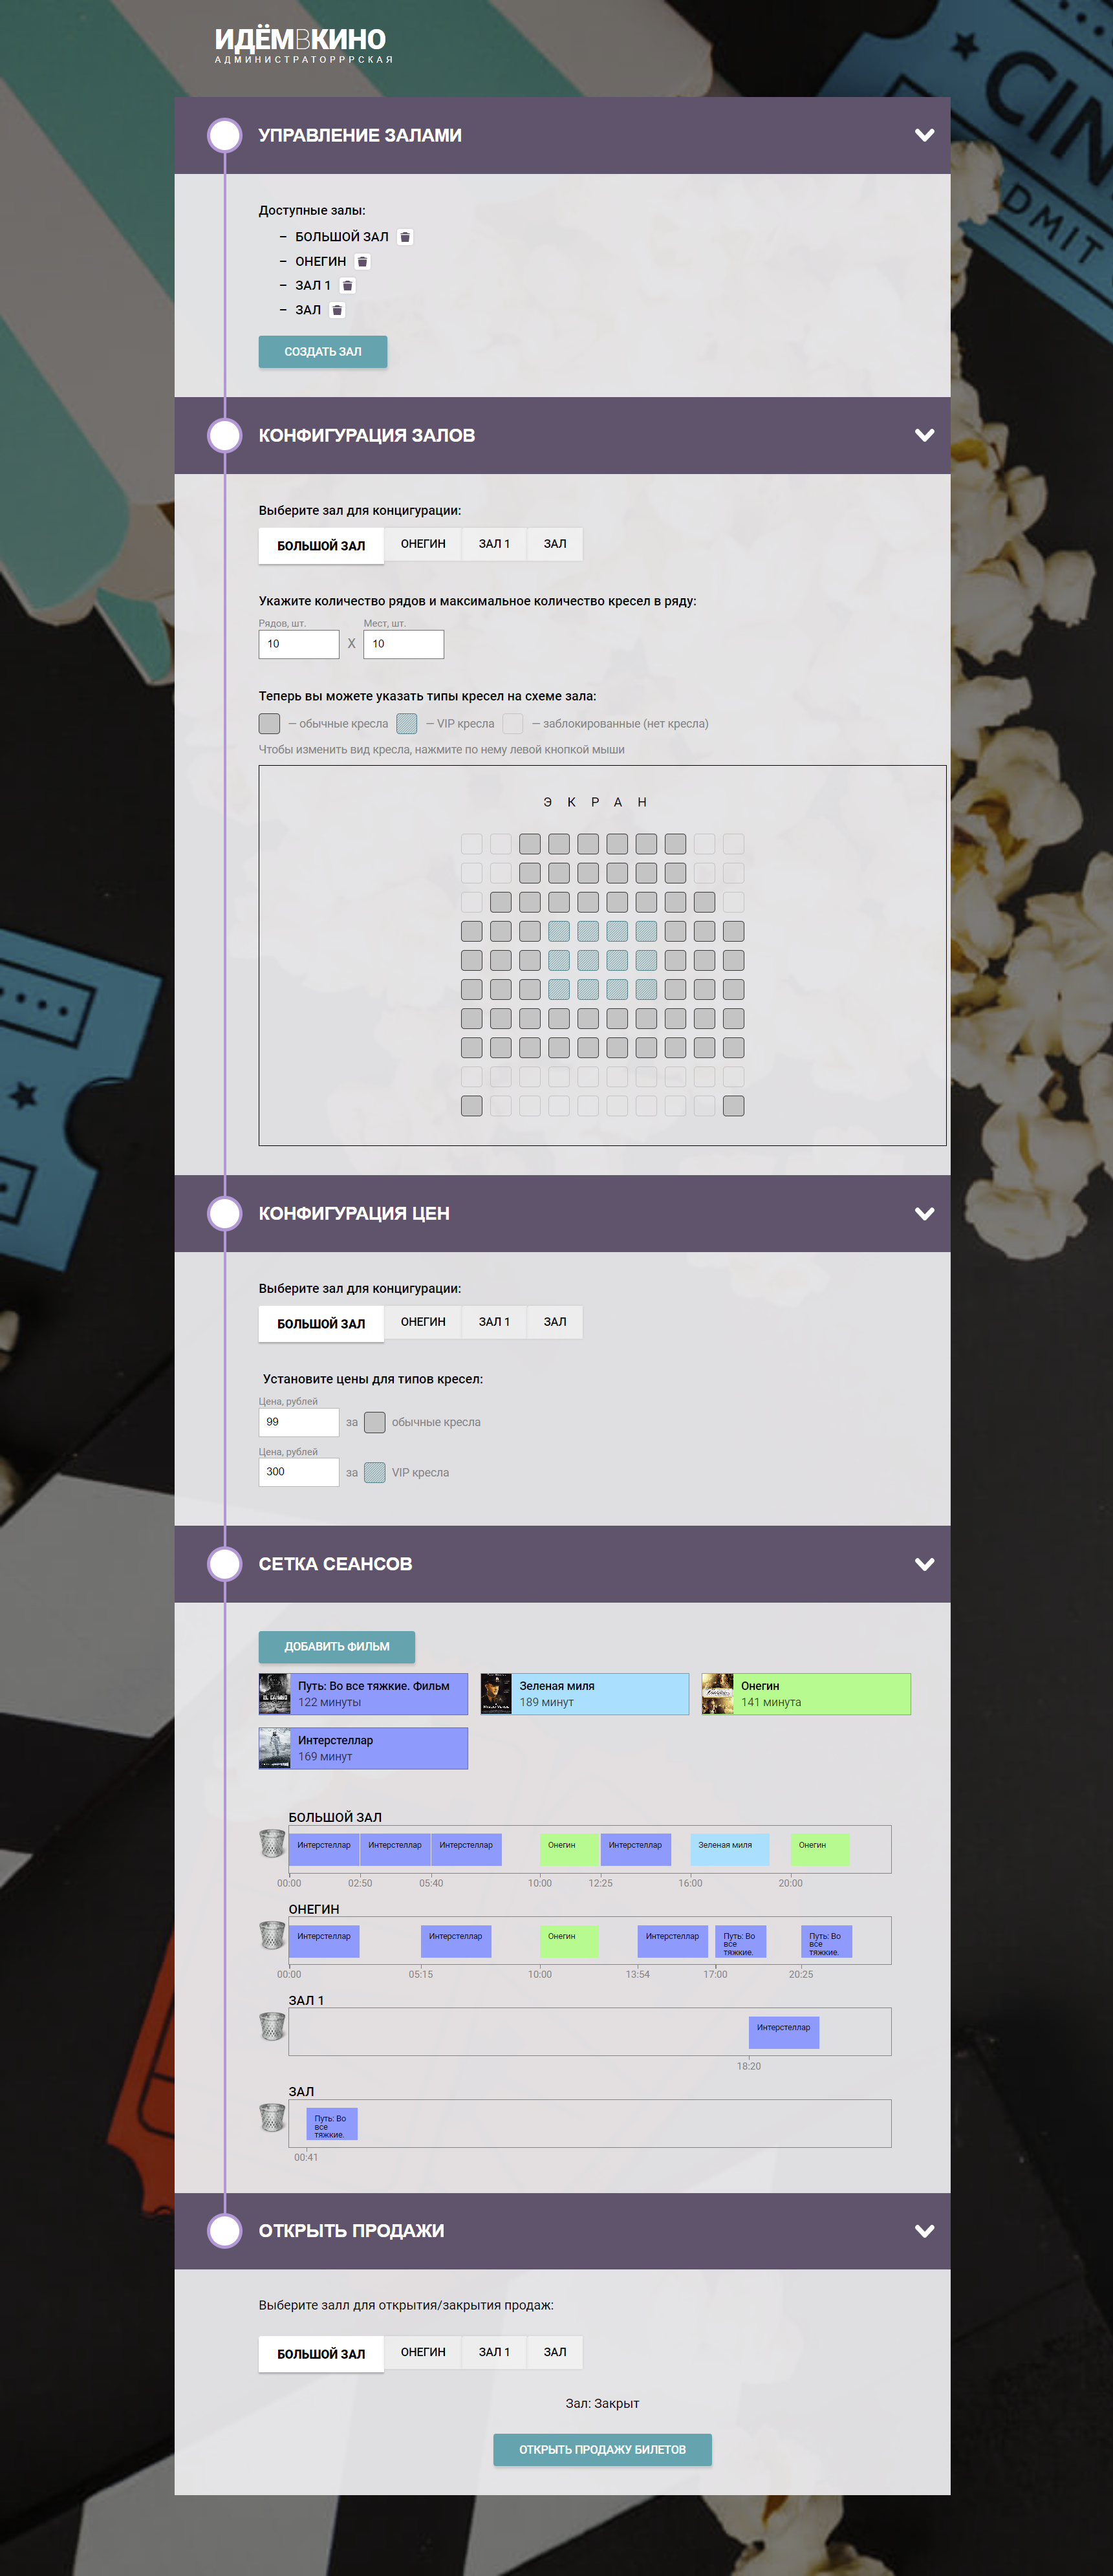 ИДЁМВКИНО
АДМИНИСТРАТОРРРСКАЯ
УПРАВЛЕНИЕ ЗАЛАМИ
Доступные залы:
– БОЛЬШОЙ ЗАЛ
– ОНЕГИН
– ЗАЛ 1
– ЗАЛ
СОЗДАТЬ ЗАЛ
КОНФИГУРАЦИЯ ЗАЛОВ
Выберите зал для концигурации:
БОЛЬШОЙ ЗАЛ ОНЕГИН ЗАЛ 1 ЗАЛ
Укажите количество рядов и максимальное количество кресел в ряду:
Рядов, шт. Мест, шт.
10 X 10
Теперь вы можете указать типы кресел на схеме зала:
— обычные кресла — VIP кресла — заблокированные (нет кресла)
Чтобы изменить вид кресла, нажмите по нему левой кнопкой мыши
ЭКРАН
КОНФИГУРАЦИЯ ЦЕН
Выберите зал для концигурации:
БОЛЬШОЙ ЗАЛ ОНЕГИН ЗАЛ 1 ЗАЛ
Установите цены для типов кресел:
Цена, рублей
99 за обычные кресла
Цена, рублей
300 за VIP кресла
СЕТКА СЕАНСОВ
ДОБАВИТЬ ФИЛЬМ
Путь: Во все тяжкие. Фильм
122 минуты
Зеленая миля
189 минут
Онегин
141 минута
Интерстеллар
169 минут
БОЛЬШОЙ ЗАЛ
Интерстеллар Интерстеллар Интерстеллар Онегин Интерстеллар Зеленая миля Онегин
00:00 02:50 05:40 10:00 12:25 16:00 20:00
ОНЕГИН
Интерстеллар Интерстеллар Онегин Интерстеллар Путь: Во все тяжкие. Путь: Во все тяжкие.
00:00 05:15 10:00 13:54 17:00 20:25
ЗАЛ 1
Интерстеллар
18:20
ЗАЛ
Путь: Во
все
тяжкие.
00:41
ОТКРЫТЬ ПРОДАЖИ
Выберите залл для открытия/закрытия продаж:
БОЛЬШОЙ ЗАЛ ОНЕГИН ЗАЛ 1 ЗАЛ
Зал: Закрыт
ОТКРЫТЬ ПРОДАЖУ БИЛЕТОВ
CIN
DMIT